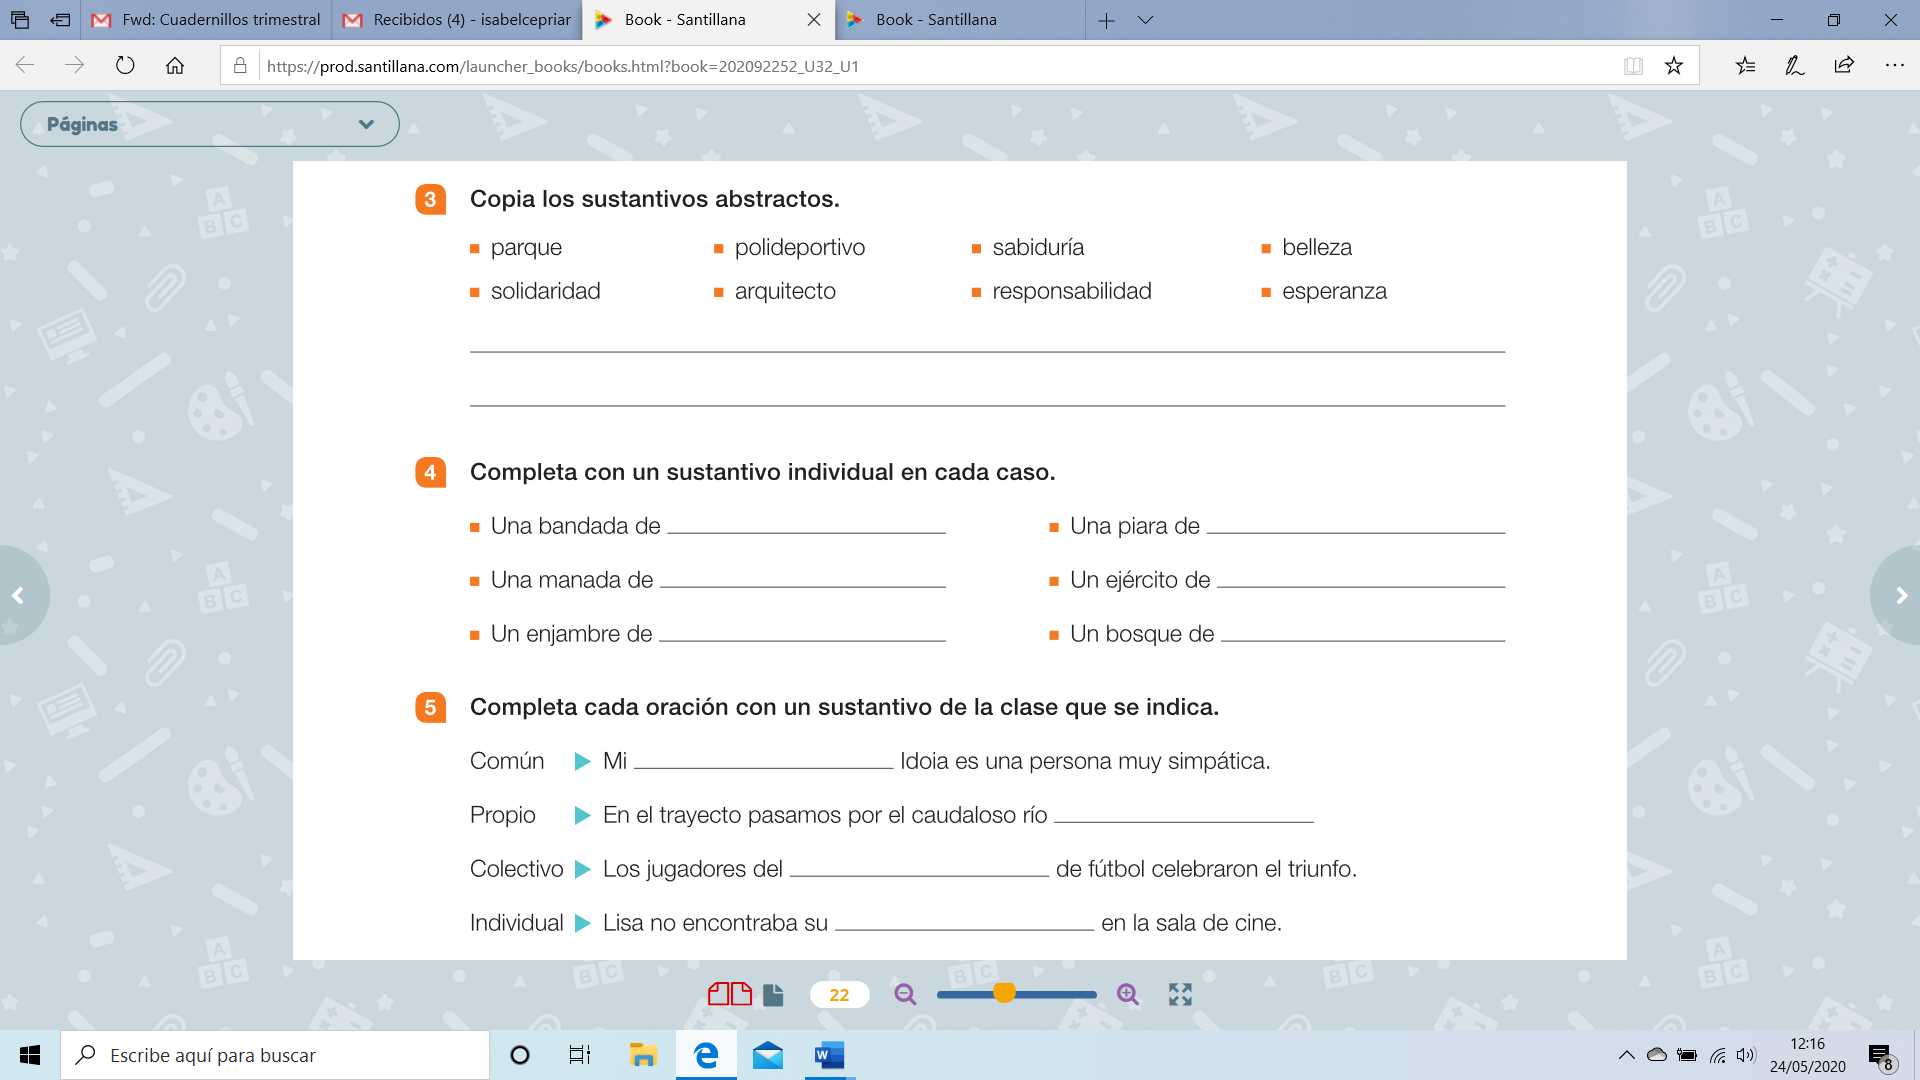 Fwd: Cuadernillos trimestral
Recibidos (4) - isabelcepriar
Book - Santillana
Book - Santillana
https://prod.santillana.com/launcher_books/books.html?book=202092252_U32_U1
Páginas
3 Copia los sustantivos abstractos.
parque polideportivo sabiduría belleza
solidaridad arquitecto responsabilidad esperanza
4 Completa con un sustantivo individual en cada caso.
Una bandada de Una piara de
Una manada de Un ejército de
Un enjambre de Un bosque de
5 Completa cada oración con un sustantivo de la clase que se indica.
Común Mi Idoia es una persona muy simpática.
Propio En el trayecto pasamos por el caudaloso río
Colectivo Los jugadores del de fútbol celebraron el triunfo.
Individual Lisa no encontraba su en la sala de cine.
22
Escribe aquí para buscar
12:16
24/05/2020
8